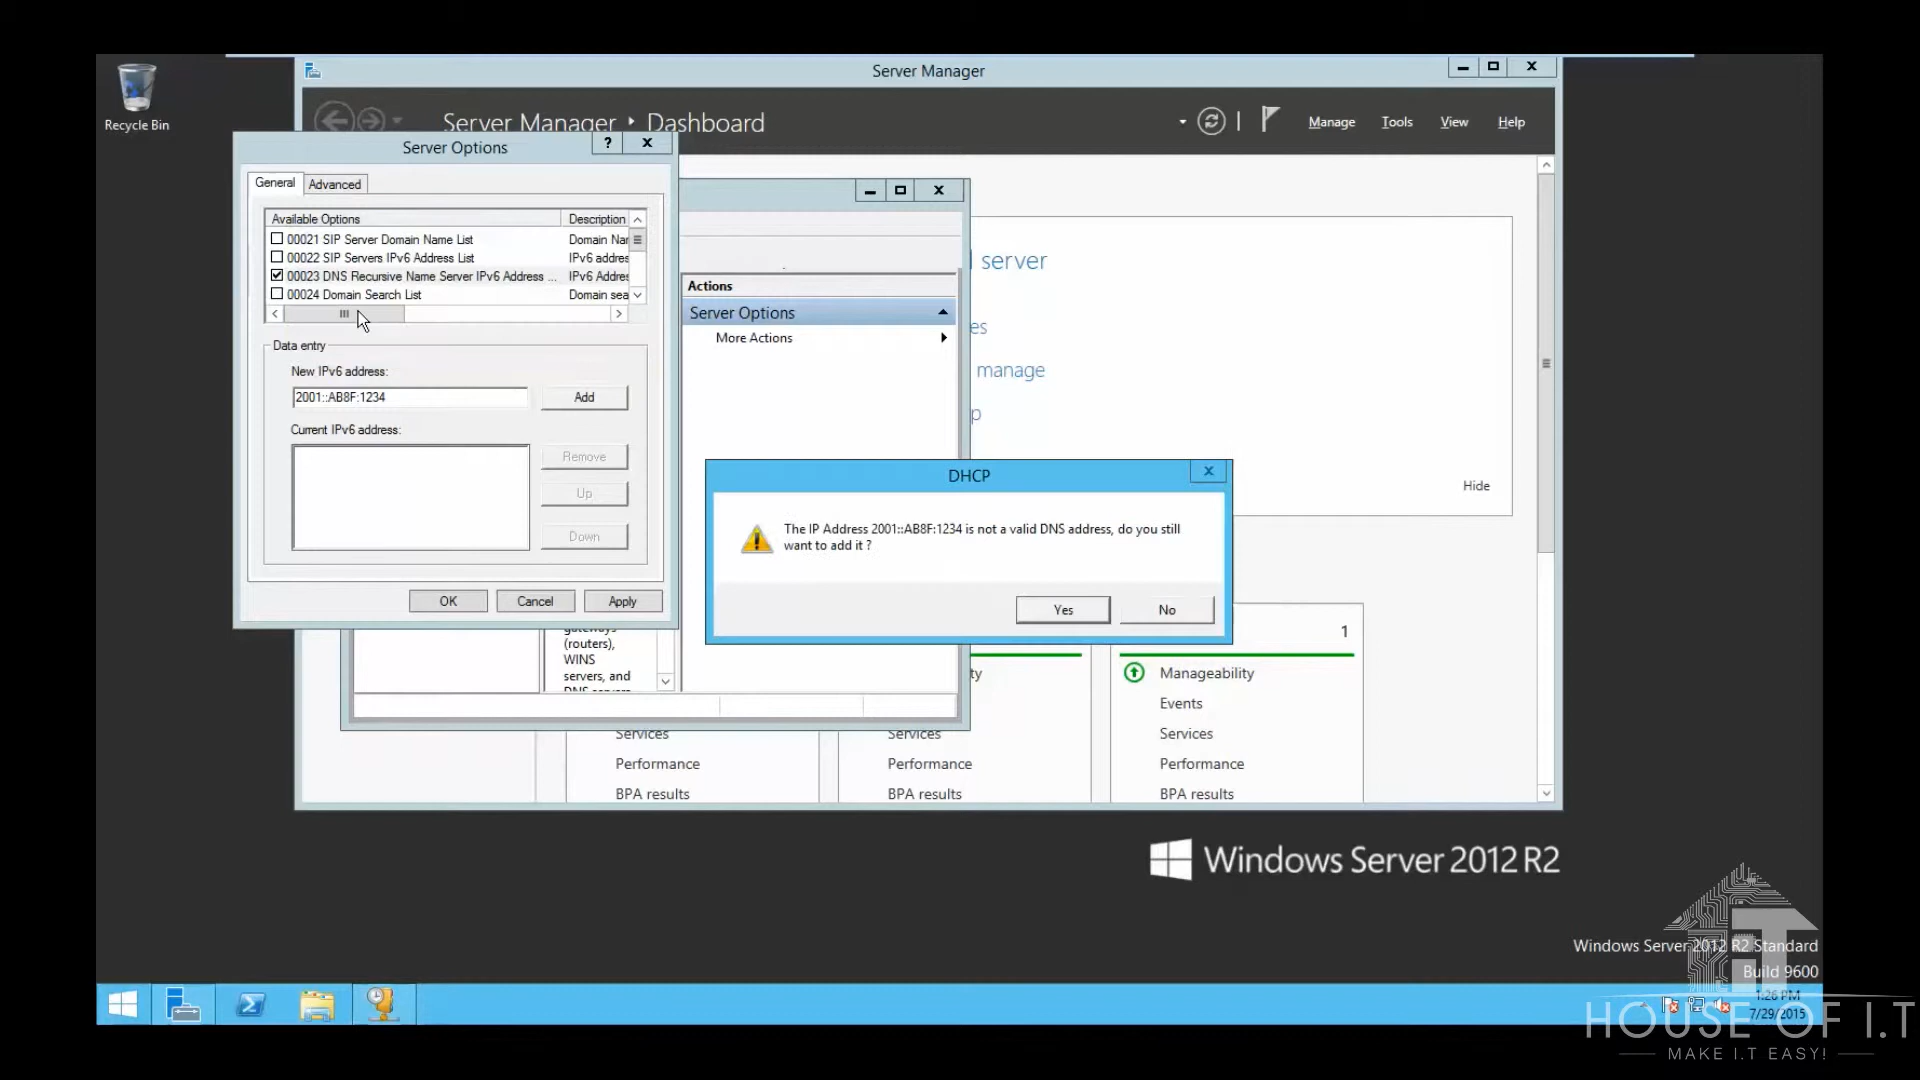 Recycle Bin
Server Manager
Server Manager ‣ Dashboard
Manage
Tools
View
Help
Server Options
?
x
General
Advanced
Available Options
Description
00021 SIP Server Domain Name List
Domain Nar
00022 SIP Servers IPv6 Address List
IPv6 addres
00023 DNS Recursive Name Server IPv6 Address ...
IPv6 Addres
00024 Domain Search List
Domain sea
Data entry
New IPv6 address:
2001::AB8F:1234
Add
Current IPv6 address:
Remove
Up
Down
OK
Cancel
Apply
server
es
manage
p
Hide
Actions
Server Options
More Actions
DHCP
The IP Address 2001::AB8F:1234 is not a valid DNS address, do you still
want to add it ?
Yes
No
(routers),
WINS
servers, and
1
ty
Manageability
Events
Services
Performance
BPA results
Services
Performance
BPA results
Services
Performance
BPA results
Windows Server 2012 R2
Windows Server 2012 R2 Standard
Build 9600
1:26 PM
7/29/2015
HOUSE OF I.T
MAKE I.T EASY!